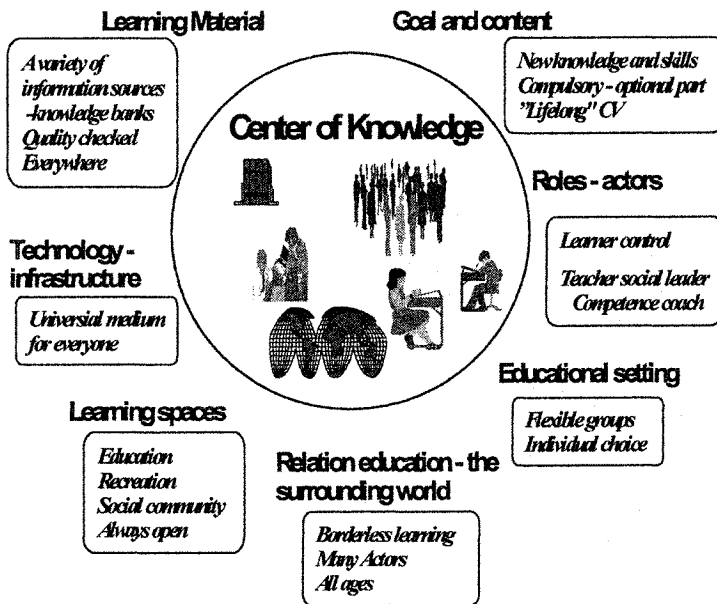 Learning Material
A variety of
information sources
-knowledge banks
Quality checked
Everywhere
Goal and content
New knowledge and skills
Compulsory - optional part
"Lifelong" CV
Center of Knowledge
Roles - actors
Learner control
Teacher social leader
Competence coach
Technology -
infrastructure
Universial medium
for everyone
Educational setting
Flexible groups
Individual choice
Learning spaces
Education
Recreation
Social community
Always open
Relation education - the
surrounding world
Borderless learning
Many Actors
All ages